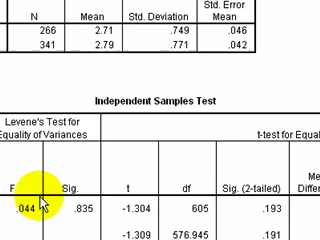 N Mean Std. Deviation Std. Error Mean
266 2.71 .749 .046
341 2.79 .771 .042
Independent Samples Test
Levene's Test for Equality of Variances
t-test for Equal
F Sig. t df Sig. (2-tailed) Me Differ
.044 .835 -1.304 605 .193
-1.309 576.945 .191